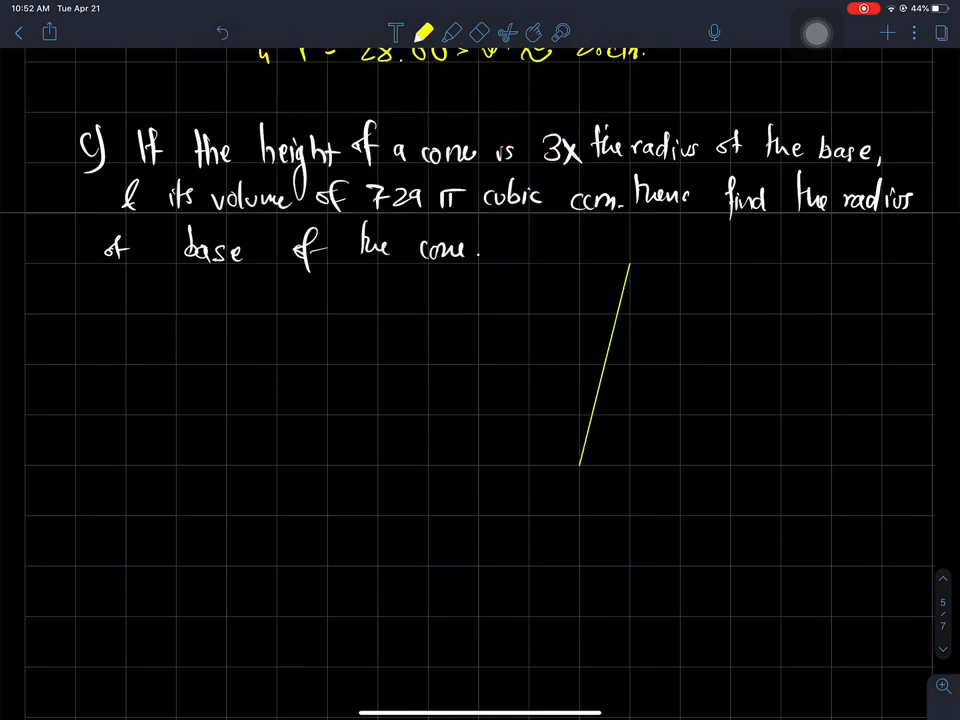 10:52 AM Tue Apr 21
44%
c) If the height of a cone is 3x the radius of the base,
& its volume of 729 π cubic cm. then find the radius
of base of the cone.
5
/
7